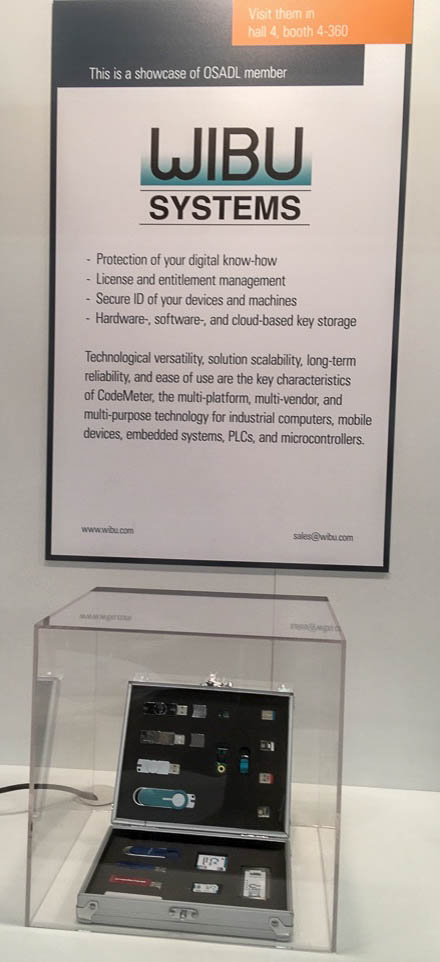 Visit them in
hall 4, booth 4-360
This is a showcase of OSADL member
WIBU
SYSTEMS
- Protection of your digital know-how
- License and entitlement management
- Secure ID of your devices and machines
- Hardware-, software-, and cloud-based key storage
Technological versatility, solution scalability, long-term
reliability, and ease of use are the key characteristics
of CodeMeter, the multi-platform, multi-vendor, and
multi-purpose technology for industrial computers, mobile
devices, embedded systems, PLCs, and microcontrollers.
www.wibu.com
sales@wibu.com